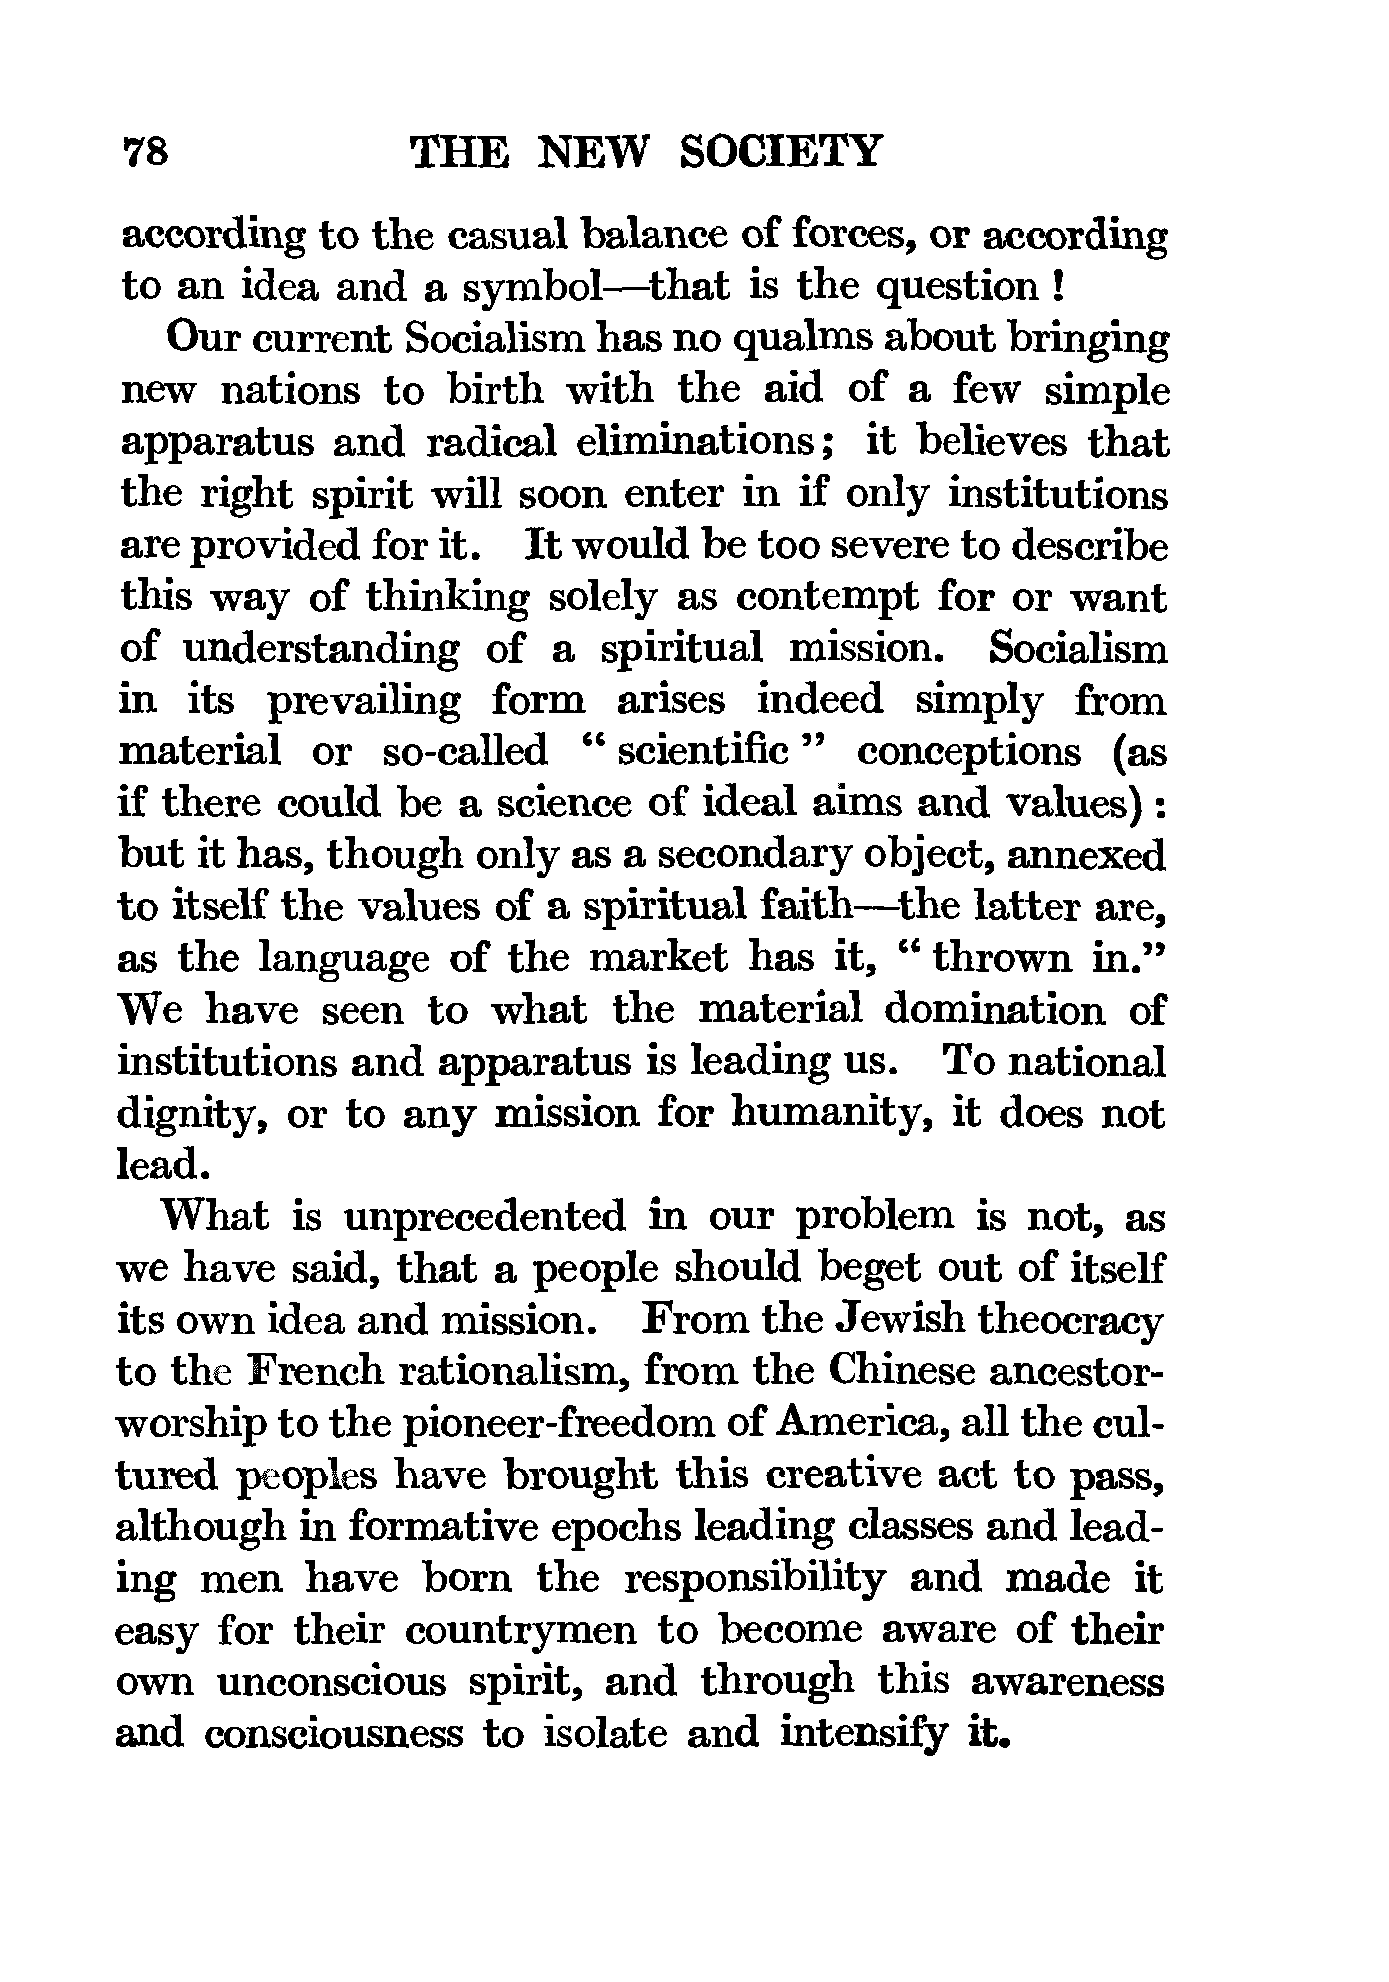 78 THE NEW SOCIETY
according to the casual balance of forces, or according
to an idea and a symbol—that is the question !
Our current Socialism has no qualms about bringing
new nations to birth with the aid of a few simple
apparatus and radical eliminations; it believes that
the right spirit will soon enter in if only institutions
are provided for it. It would be too severe to describe
this way of thinking solely as contempt for or want
of understanding of a spiritual mission. Socialism
in its prevailing form arises indeed simply from
material or so-called “ scientific ” conceptions (as
if there could be a science of ideal aims and values) :
but it has, though only as a secondary object, annexed
to itself the values of a spiritual faith—the latter are,
as the language of the market has it, “ thrown in.”
We have seen to what the material domination of
institutions and apparatus is leading us. To national
dignity, or to any mission for humanity, it does not
lead.
What is unprecedented in our problem is not, as
we have said, that a people should beget out of itself
its own idea and mission. From the Jewish theocracy
to the French rationalism, from the Chinese ancestor-
worship to the pioneer-freedom of America, all the cul-
tured peoples have brought this creative act to pass,
although in formative epochs leading classes and lead-
ing men have born the responsibility and made it
easy for their countrymen to become aware of their
own unconscious spirit, and through this awareness
and consciousness to isolate and intensify it.